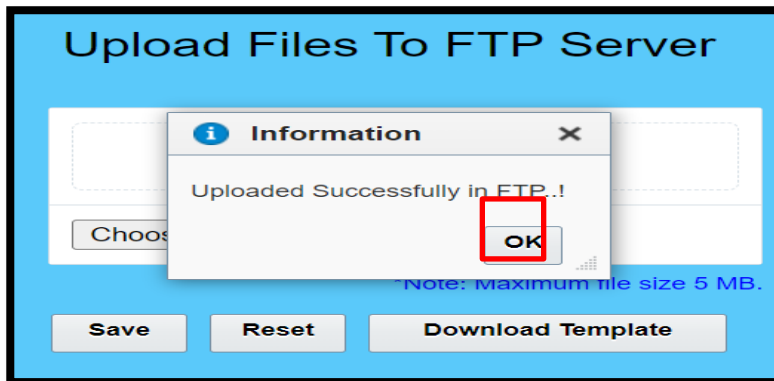 Upload Files To FTP Server
Information
Uploaded Successfully in FTP..!
OK
Choos
*Note: Maximum file size 5 MB.
Save Reset Download Template